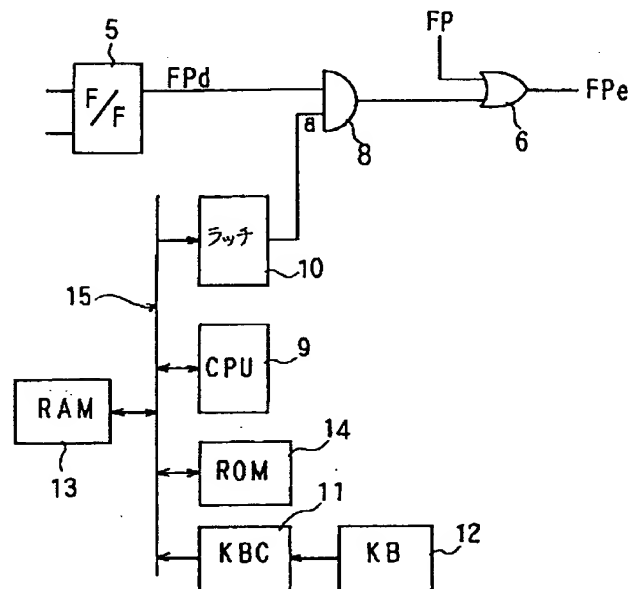 5
FP
F/F
FPd
FPe
a
8
6
ラッチ
10
15
CPU
9
RAM
13
ROM
14
11
KBC
KB
12